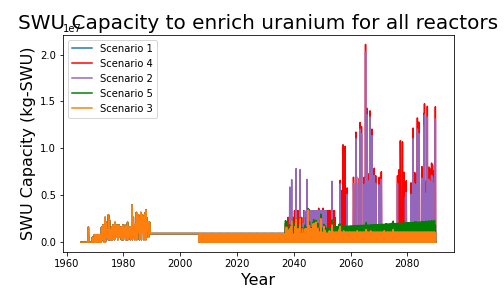 SWU Capacity to enrich uranium for all reactors
1e7
Scenario 1
Scenario 4
Scenario 2
Scenario 5
Scenario 3
SWU Capacity (kg-SWU)
2.0
1.5
1.0
0.5
0.0
1960 1980 2000 2020 2040 2060 2080
Year